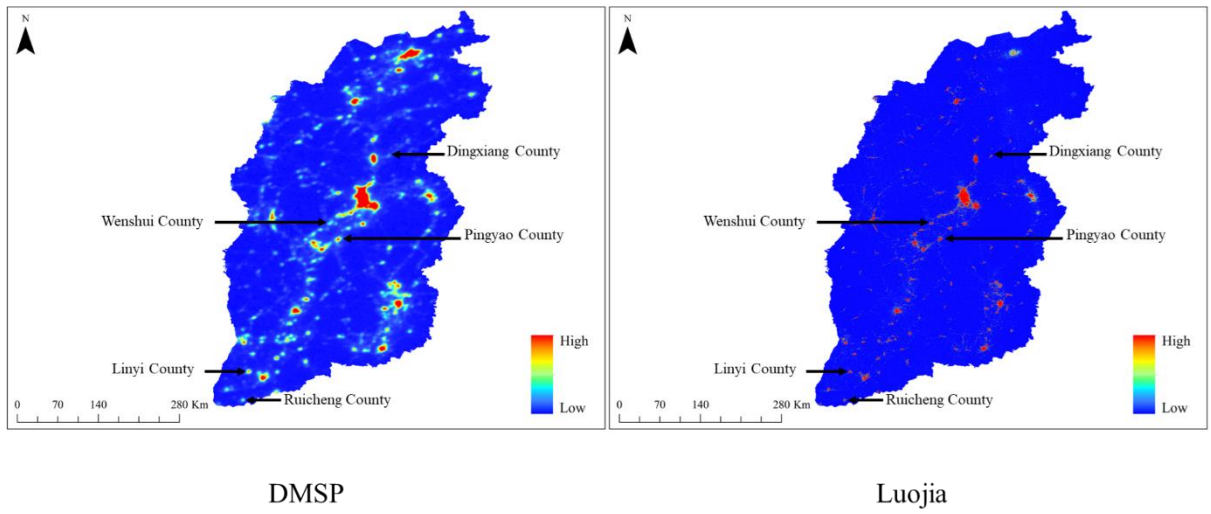 N
Dingxiang County
Wenshui County
Pingyao County
High
Linyi County
Ruicheng County
0 70 140 280 Km
Low
N
Dingxiang County
Wenshui County
Pingyao County
High
Linyi County
Ruicheng County
0 70 140 280 Km
Low
DMSP
Luojia